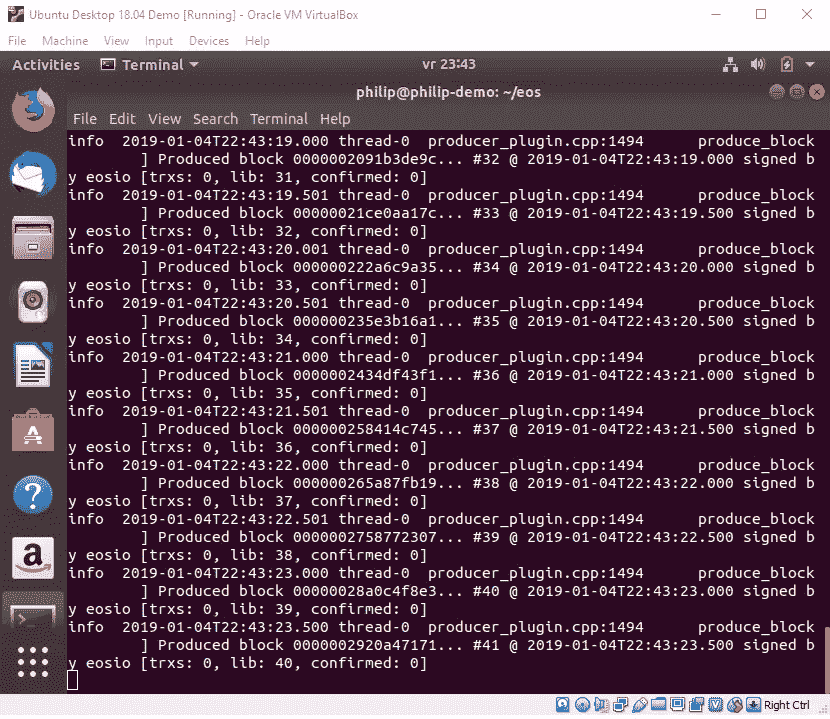 Ubuntu Desktop 18.04 Demo [Running] - Oracle VM VirtualBox
File Machine View Input Devices Help
Activities Terminal vr 23:43
philip@philip-demo: ~/eos
File Edit View Search Terminal Help
info  2019-01-04T22:43:19.000 thread-0  producer_plugin.cpp:1494      produce_block
        ] Produced block 0000002091b3de9c... #32 @ 2019-01-04T22:43:19.000 signed b
y eosio [trxs: 0, lib: 31, confirmed: 0]
info  2019-01-04T22:43:19.501 thread-0  producer_plugin.cpp:1494      produce_block
        ] Produced block 00000021ce0aa17c... #33 @ 2019-01-04T22:43:19.500 signed b
y eosio [trxs: 0, lib: 32, confirmed: 0]
info  2019-01-04T22:43:20.001 thread-0  producer_plugin.cpp:1494      produce_block
        ] Produced block 000000222a6c9a35... #34 @ 2019-01-04T22:43:20.000 signed b
y eosio [trxs: 0, lib: 33, confirmed: 0]
info  2019-01-04T22:43:20.501 thread-0  producer_plugin.cpp:1494      produce_block
        ] Produced block 000000235e3b16a1... #35 @ 2019-01-04T22:43:20.500 signed b
y eosio [trxs: 0, lib: 34, confirmed: 0]
info  2019-01-04T22:43:21.000 thread-0  producer_plugin.cpp:1494      produce_block
        ] Produced block 0000002434df43f1... #36 @ 2019-01-04T22:43:21.000 signed b
y eosio [trxs: 0, lib: 35, confirmed: 0]
info  2019-01-04T22:43:21.501 thread-0  producer_plugin.cpp:1494      produce_block
        ] Produced block 000000258414c745... #37 @ 2019-01-04T22:43:21.500 signed b
y eosio [trxs: 0, lib: 36, confirmed: 0]
info  2019-01-04T22:43:22.000 thread-0  producer_plugin.cpp:1494      produce_block
        ] Produced block 000000265a87fb19... #38 @ 2019-01-04T22:43:22.000 signed b
y eosio [trxs: 0, lib: 37, confirmed: 0]
info  2019-01-04T22:43:22.501 thread-0  producer_plugin.cpp:1494      produce_block
        ] Produced block 0000002758772307... #39 @ 2019-01-04T22:43:22.500 signed b
y eosio [trxs: 0, lib: 38, confirmed: 0]
info  2019-01-04T22:43:23.000 thread-0  producer_plugin.cpp:1494      produce_block
        ] Produced block 00000028a0c4f8e3... #40 @ 2019-01-04T22:43:23.000 signed b
y eosio [trxs: 0, lib: 39, confirmed: 0]
info  2019-01-04T22:43:23.500 thread-0  producer_plugin.cpp:1494      produce_block
        ] Produced block 0000002920a47171... #41 @ 2019-01-04T22:43:23.500 signed b
y eosio [trxs: 0, lib: 40, confirmed: 0]
Right Ctrl